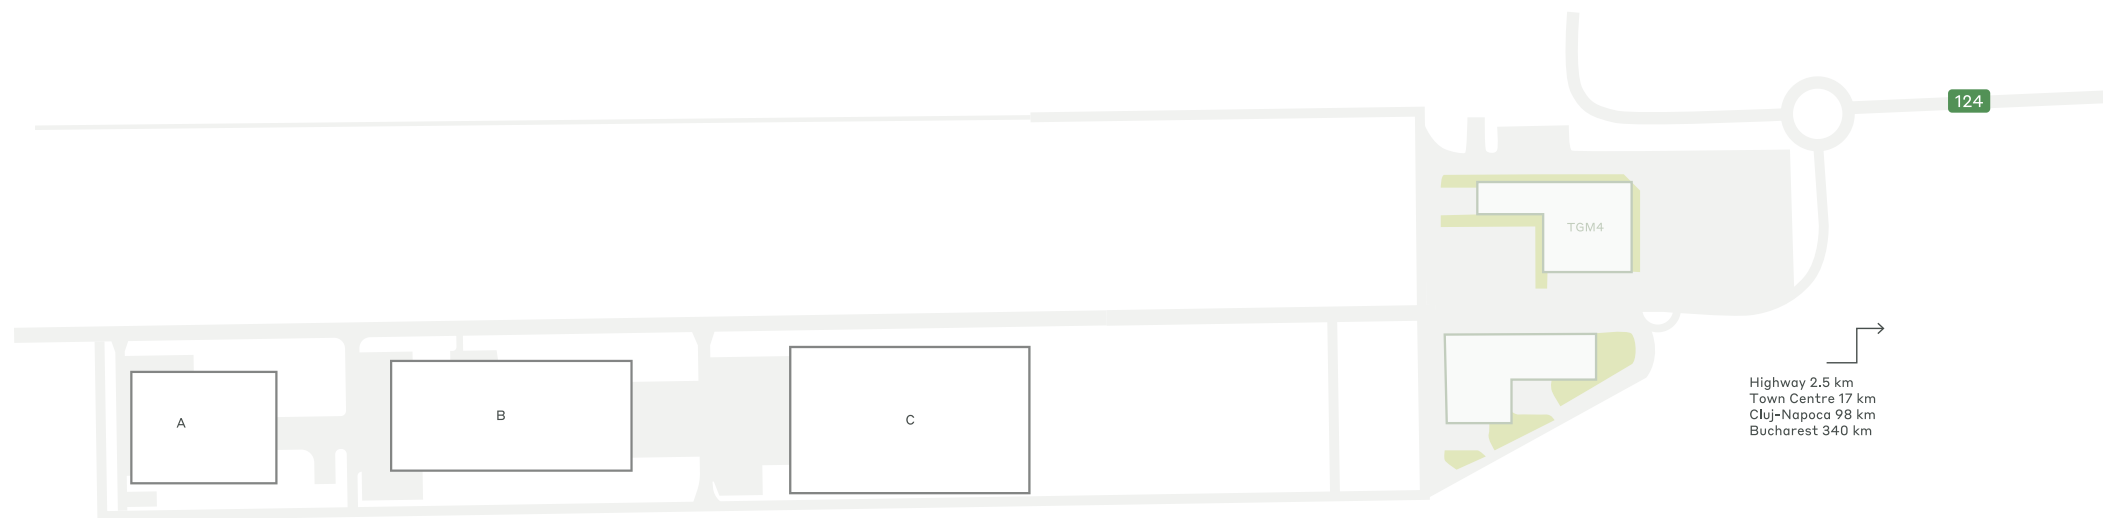 124
TGM4
A
B
C
Highway 2.5 km
Town Centre 17 km
Cluj-Napoca 98 km
Bucharest 340 km